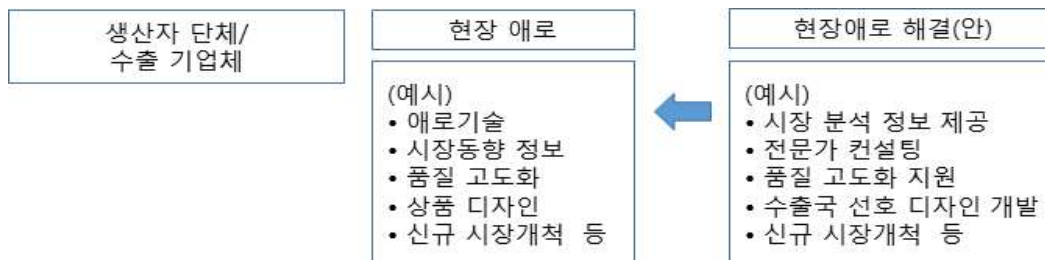 생산자 단체/
수출 기업체
현장 애로
(예시)
• 애로기술
• 시장동향 정보
• 품질 고도화
• 상품 디자인
• 신규 시장개척 등
현장애로 해결(안)
(예시)
• 시장 분석 정보 제공
• 전문가 컨설팅
• 품질 고도화 지원
• 수출국 선호 디자인 개발
• 신규 시장개척 등